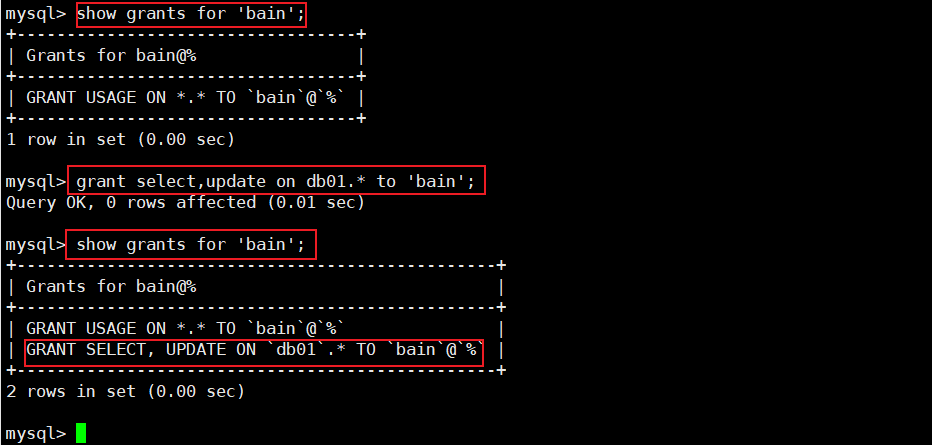 mysql> show grants for 'bain';
+----------------------------------+
| Grants for bain@%                |
+----------------------------------+
| GRANT USAGE ON *.* TO `bain`@`%` |
+----------------------------------+
1 row in set (0.00 sec)
mysql> grant select,update on db01.* to 'bain';
Query OK, 0 rows affected (0.01 sec)
mysql> show grants for 'bain';
+------------------------------------------------+
| Grants for bain@%                              |
+------------------------------------------------+
| GRANT USAGE ON *.* TO `bain`@`%`               |
| GRANT SELECT, UPDATE ON `db01`.* TO `bain`@`%` |
+------------------------------------------------+
2 rows in set (0.00 sec)
mysql>